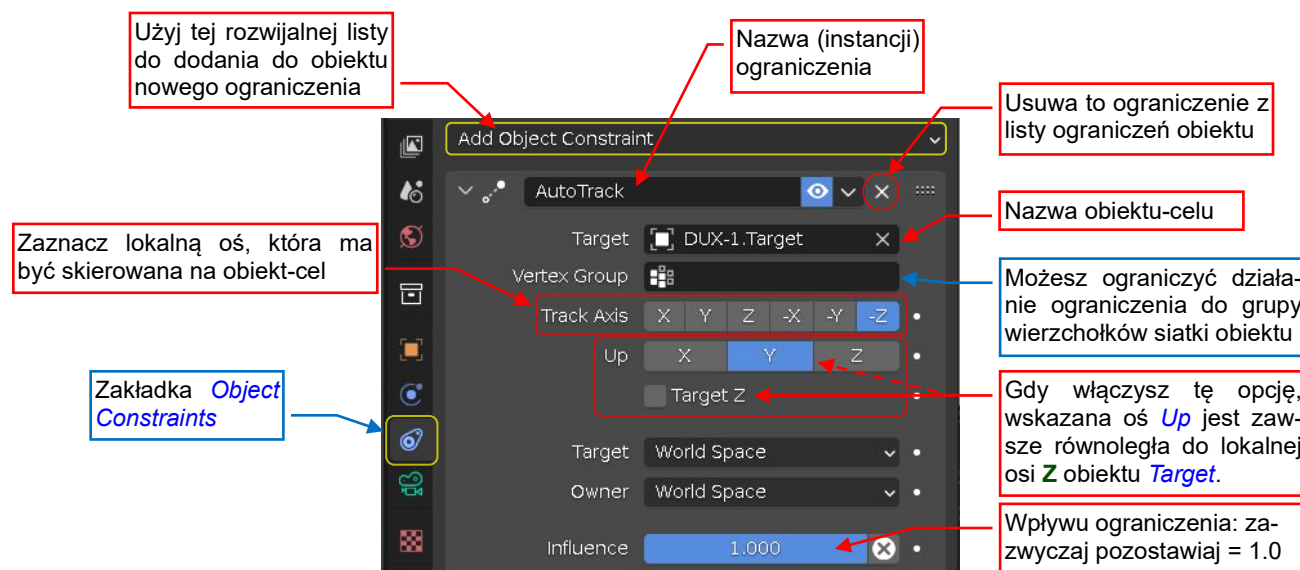 Użyj tej rozwijalnej listy
do dodania do obiektu
nowego ograniczenia
Nazwa (instancji)
ograniczenia
Usuwa to ograniczenie z
listy ograniczeń obiektu
Add Object Constraint
AutoTrack
Nazwa obiektu-celu
Target DUX-1.Target
Zaznacz lokalną oś, która ma
być skierowana na obiekt-cel
Vertex Group
Możesz ograniczyć działa-
nie ograniczenia do grupy
wierzchołków siatki obiektu
Track Axis X Y Z -X -Y -Z
Up X Y Z
Target Z
Zakładka Object
Constraints
Gdy włączysz tę opcję,
wskazana oś Up jest zaw-
sze równoległa do lokalnej
osi Z obiektu Target.
Target World Space
Owner World Space
Wpływu ograniczenia: za-
zwyczaj pozostawiaj = 1.0
Influence 1.000